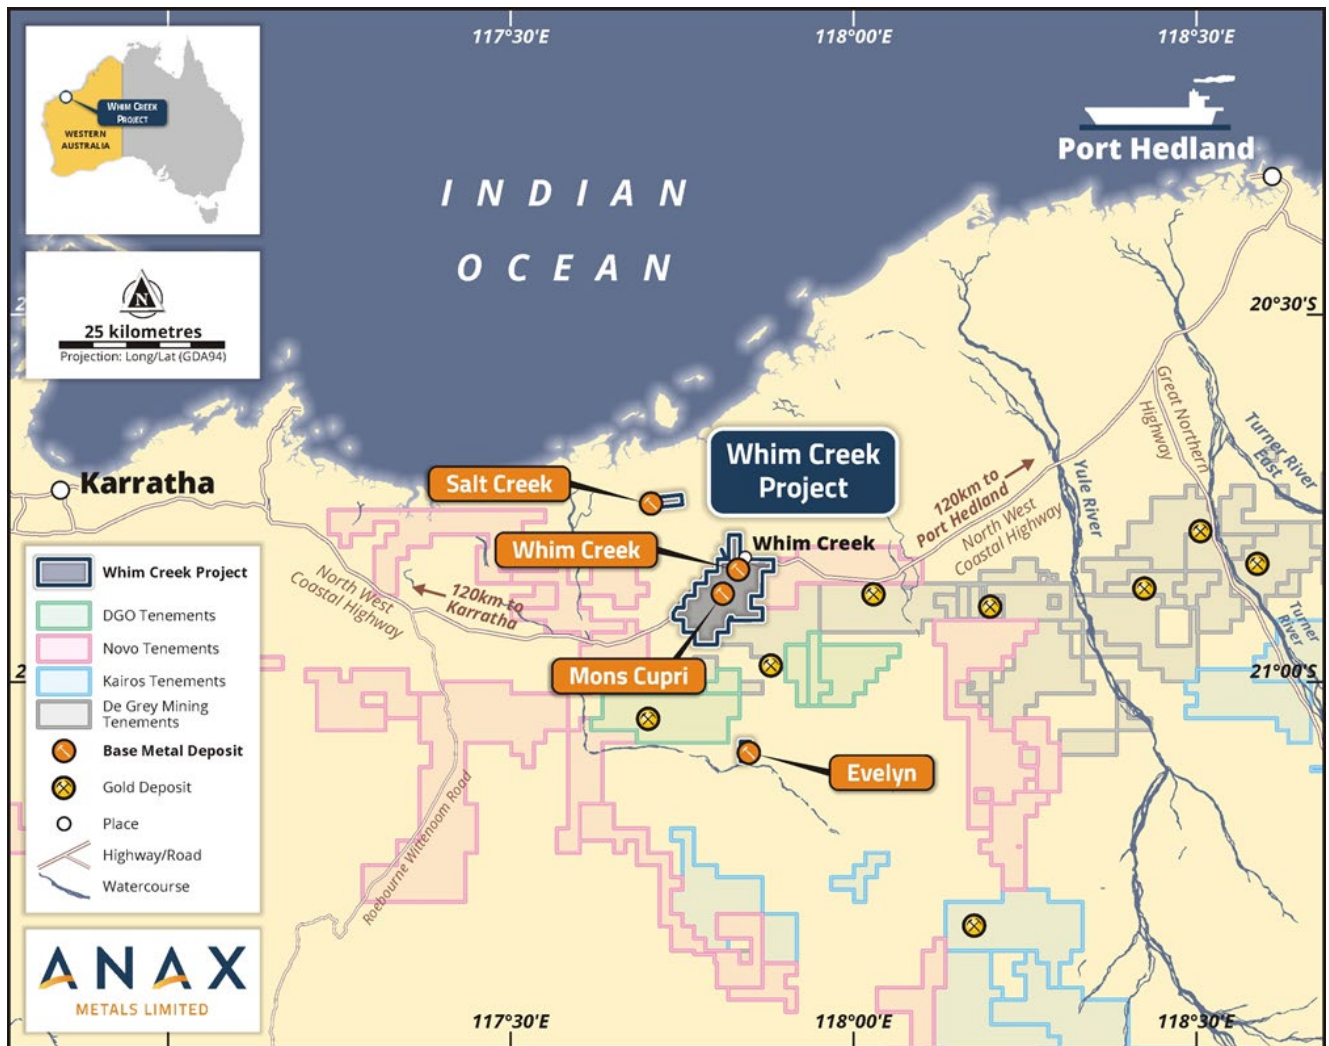 117°30'E
118°00'E
118°30'E
WHIM CREEK
PROJECT
WESTERN
AUSTRALIA
Port Hedland
INDIAN
OCEAN
N
25 kilometres
Projection: Long/Lat (GDA94)
20°30'S
Great Northern
Highway
Turner River
East
Karratha
Salt Creek
Whim Creek
Project
120km to
Port Hedland
North West
Coastal Highway
Yule River
Whim Creek
Whim Creek
North West
Coastal Highway
120km to
Karratha
Turner
River
Mons Cupri
21°00'S
Evelyn
Roebourne Wittenoom Road
Whim Creek Project
DGO Tenements
Novo Tenements
Kairos Tenements
De Grey Mining
Tenements
Base Metal Deposit
Gold Deposit
Place
Highway/Road
Watercourse
ANAX
METALS LIMITED
117°30'E
118°00'E
118°30'E